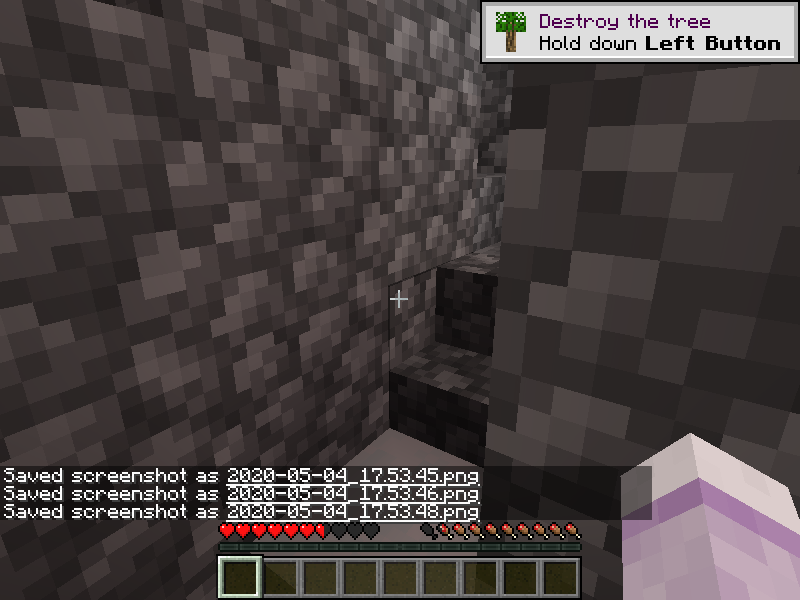 Destroy the tree
Hold down Left Button
Saved screenshot as 2020-05-04_17.53.45.png
Saved screenshot as 2020-05-04_17.53.46.png
Saved screenshot as 2020-05-04_17.53.48.png